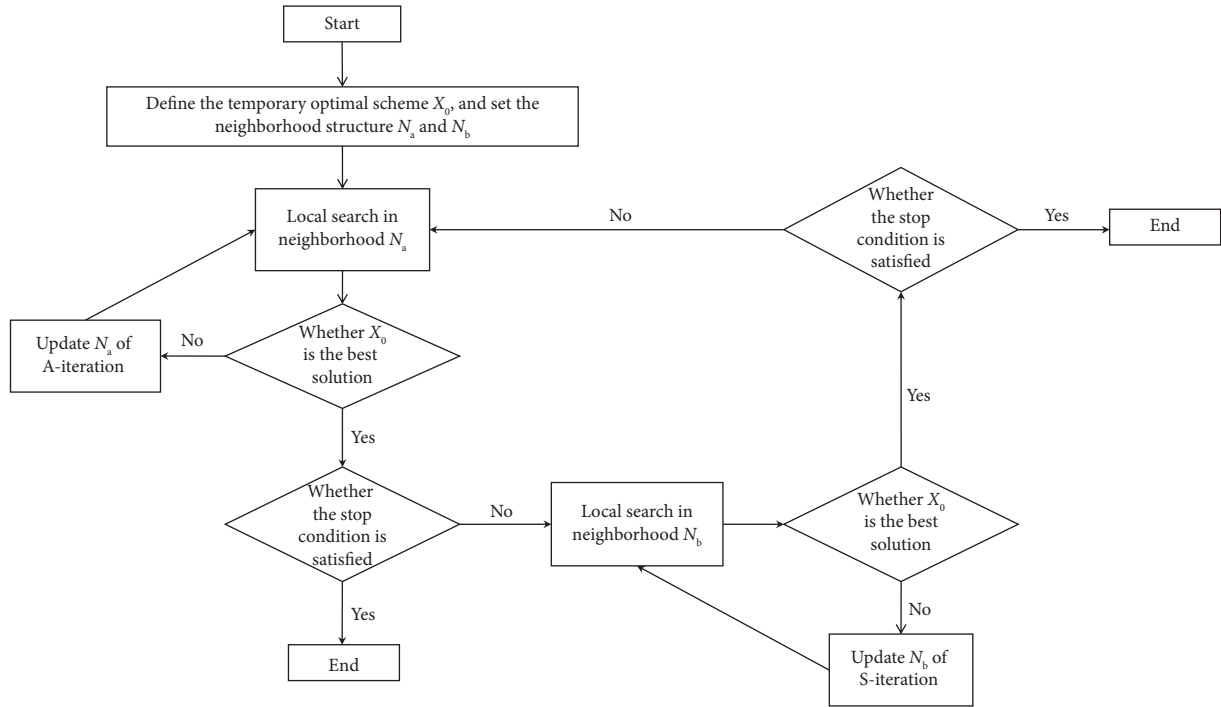 Start
Define the temporary optimal scheme X₀, and set the
neighborhood structure Nₐ and N_b
Local search in
neighborhood Nₐ
No
Whether
the stop
condition is
satisfied
Yes
End
Update Nₐ of
A-iteration
No
Whether X₀
is the best
solution
Yes
Yes
Whether
the stop
condition is
satisfied
No
Local search in
neighborhood N_b
Whether X₀
is the best
solution
Yes
No
End
Update N_b of
S-iteration